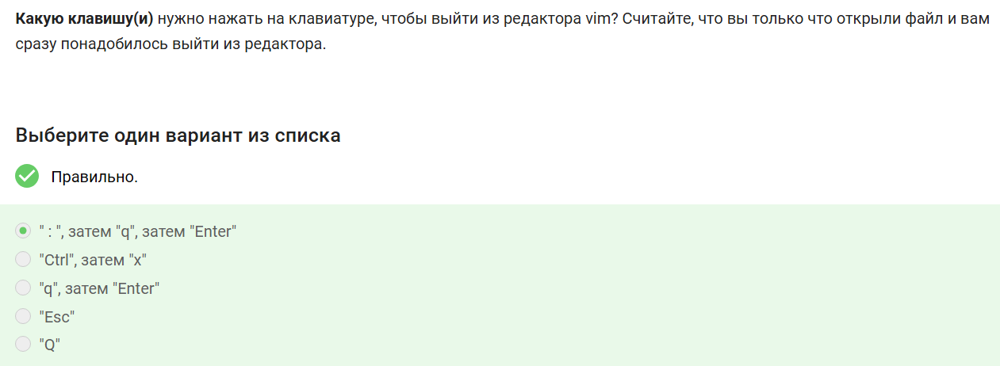 Какую клавишу(и) нужно нажать на клавиатуре, чтобы выйти из редактора vim? Считайте, что вы только что открыли файл и вам
сразу понадобилось выйти из редактора.
Выберите один вариант из списка
Правильно.
" : ", затем "q", затем "Enter"
"Ctrl", затем "x"
"q", затем "Enter"
"Esc"
"Q"